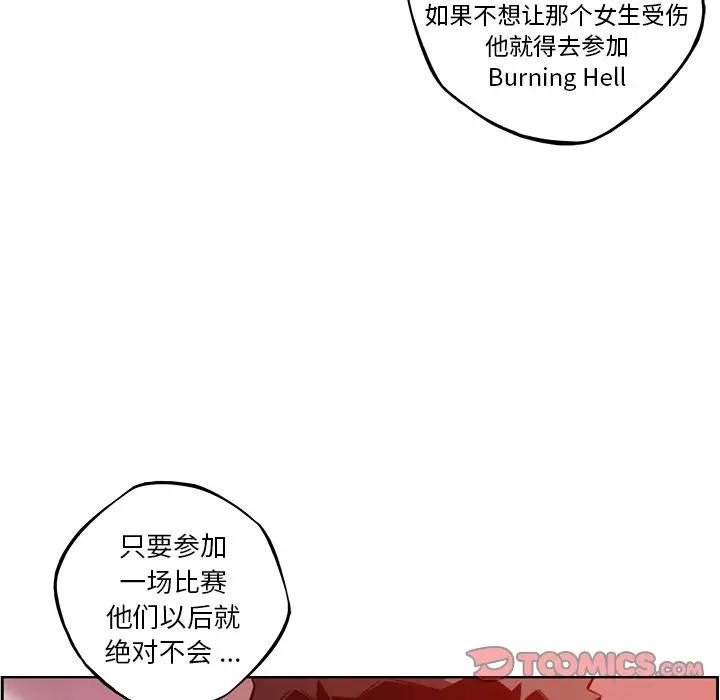 如果不想让那个女生受伤
他就得去参加
Burning Hell
只要参加
一场比赛
他们以后就
绝对不会 ...
TOOMICS.COM